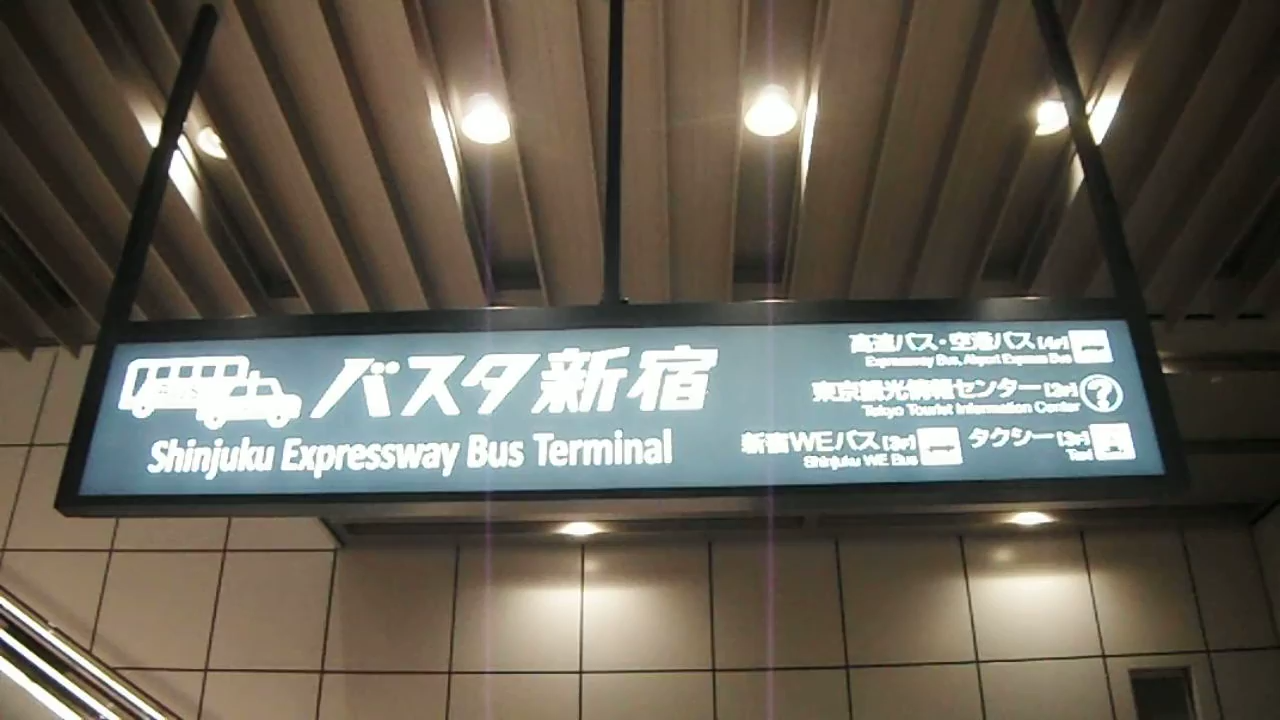 バスタ新宿
Shinjuku Expressway Bus Terminal
高速バス・空港バス [4F]
Expressway Bus, Airport Express Bus
東京観光情報センター [3F] ?
Tokyo Tourist Information Center
新宿WEバス [3F] タクシー [3F]
Shinjuku WE Bus Taxi